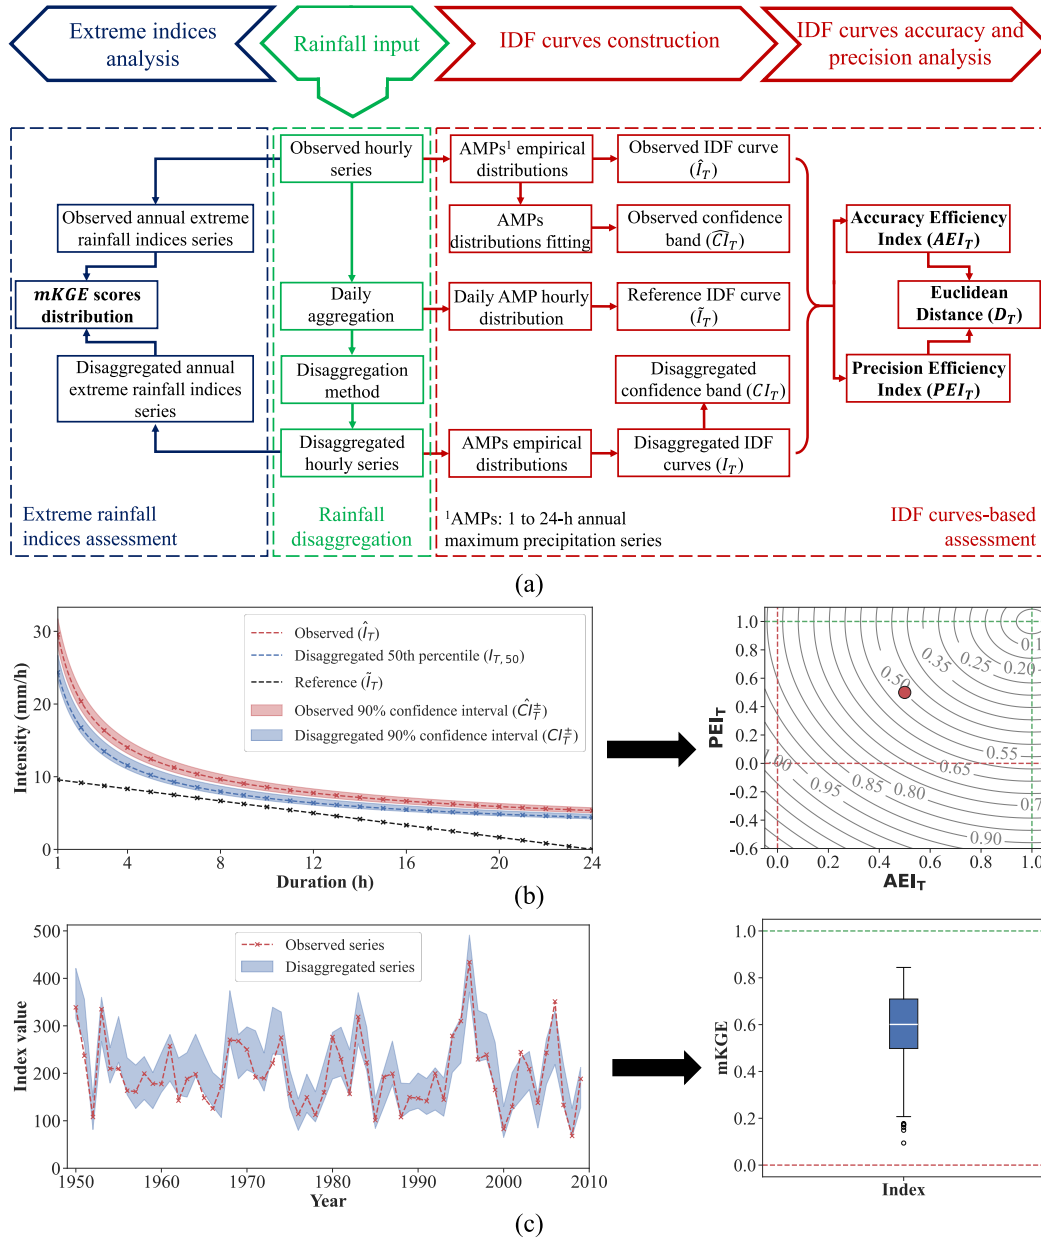 Extreme indices
analysis
Rainfall input
IDF curves construction
IDF curves accuracy and
precision analysis
Observed hourly
series
AMPs¹ empirical
distributions
Observed IDF curve
(Î_T)
Observed annual extreme
rainfall indices series
AMPs
distributions fitting
Observed confidence
band (ĈI_T)
Accuracy Efficiency
Index (AEI_T)
mKGE scores
distribution
Daily
aggregation
Daily AMP hourly
distribution
Reference IDF curve
(Ĩ_T)
Euclidean
Distance (D_T)
Disaggregated annual
extreme rainfall indices
series
Disaggregation
method
Disaggregated
confidence band (CI_T)
Precision Efficiency
Index (PEI_T)
Disaggregated
hourly series
AMPs empirical
distributions
Disaggregated IDF
curves (I_T)
Extreme rainfall
indices assessment
Rainfall
disaggregation
¹AMPs: 1 to 24-h annual
maximum precipitation series
IDF curves-based
assessment
(a)
Intensity (mm/h)
30
20
10
0
1 4 8 12 16 20 24
Duration (h)
Observed (Î_T)
Disaggregated 50th percentile (I_T,50)
Reference (Ĩ_T)
Observed 90% confidence interval (ĈI_T^±)
Disaggregated 90% confidence interval (CI_T^±)
PEI_T
1.0
0.8
0.6
0.4
0.2
0.0
-0.2
-0.4
-0.6
0.0 0.2 0.4 0.6 0.8 1.0
AEI_T
0.1
0.20
0.25
0.35
0.50
0.55
0.65
0.7
0.80
0.85
0.90
0.95
1.00
(b)
Index value
500
400
300
200
100
0
1950 1960 1970 1980 1990 2000 2010
Year
Observed series
Disaggregated series
mKGE
1.0
0.8
0.6
0.4
0.2
0.0
Index
(c)